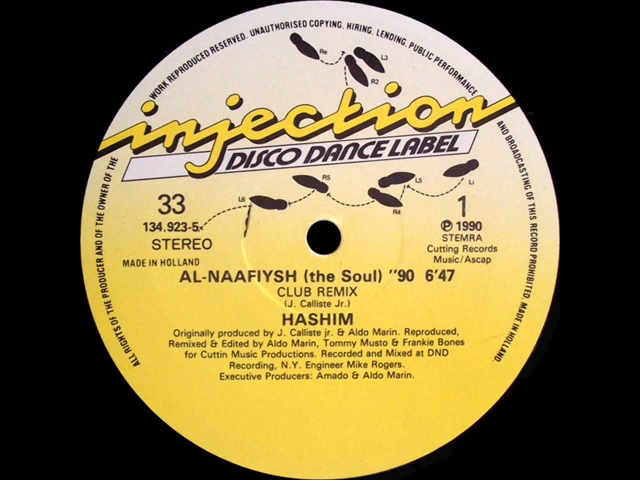 WORK REPRODUCED RESERVED. UNAUTHORISED COPYING, HIRING, LENDING, PUBLIC PERFORMANCE
AND BROADCASTING OF THIS RECORD PROHIBITED. MADE IN HOLLAND.
ALL RIGHTS OF THE PRODUCER AND OF THE OWNER OF THE
Re
L3
R2
injection
DISCO DANCE LABEL
R5
L5
Li
L6
R4
33
134.923-5
STEREO
MADE IN HOLLAND
1
℗ 1990
STEMRA
Cutting Records
Music/Ascap
AL-NAAFIYSH (the Soul) "90 6'47
CLUB REMIX
(J. Calliste Jr.)
HASHIM
Originally produced by J. Calliste jr. & Aldo Marin. Reproduced,
Remixed & Edited by Aldo Marin, Tommy Musto & Frankie Bones
for Cuttin Music Productions. Recorded and Mixed at DND
Recording, N.Y. Engineer Mike Rogers.
Executive Producers: Amado & Aldo Marin.